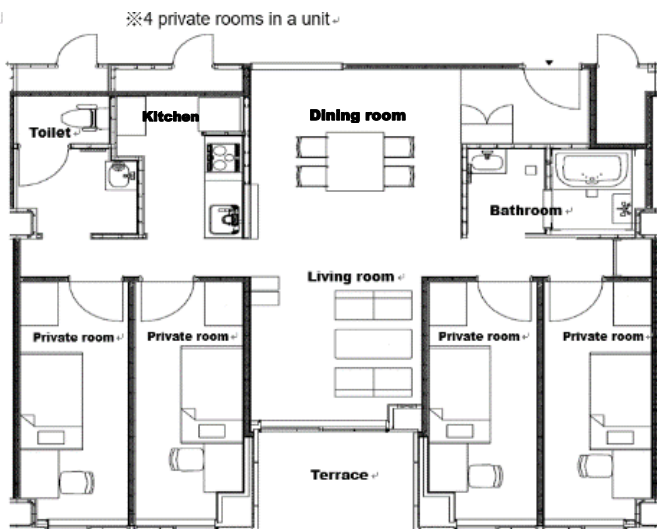 ※4 private rooms in a unit
Kitchen
Dining room
Toilet
Bathroom
Living room
Private room
Private room
Private room
Private room
Terrace